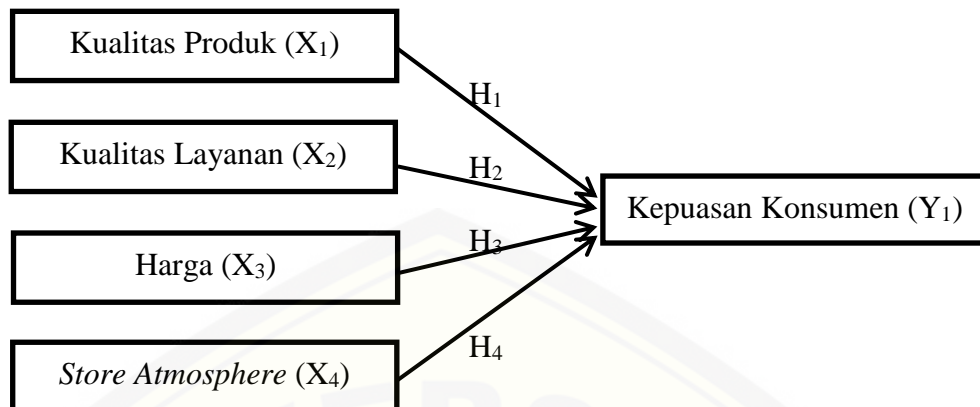 Kualitas Produk (X₁)
H₁
Kualitas Layanan (X₂)
H₂
Kepuasan Konsumen (Y₁)
Harga (X₃)
H₃
Store Atmosphere (X₄)
H₄